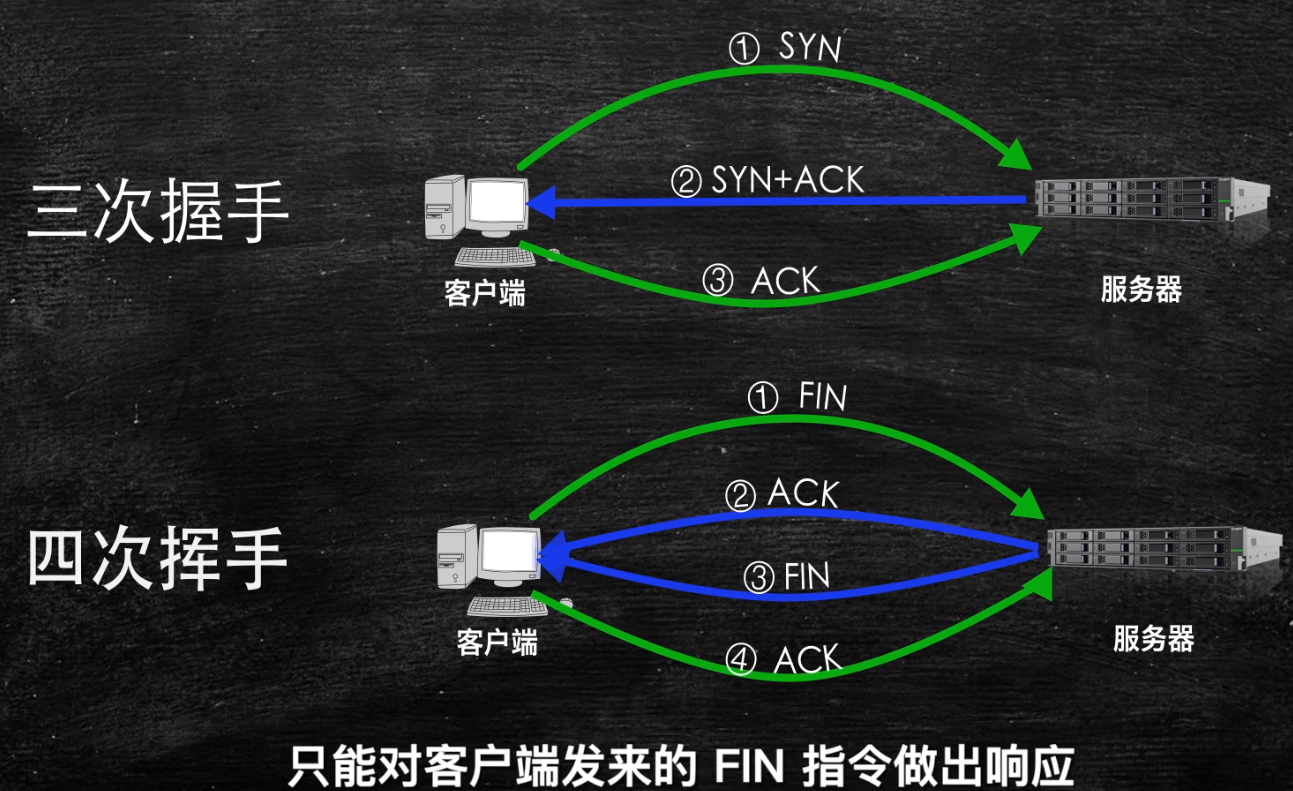 ① SYN
三次握手
② SYN+ACK
③ ACK
客户端
服务器
① FIN
② ACK
四次挥手
③ FIN
客户端
服务器
④ ACK
只能对客户端发来的 FIN 指令做出响应